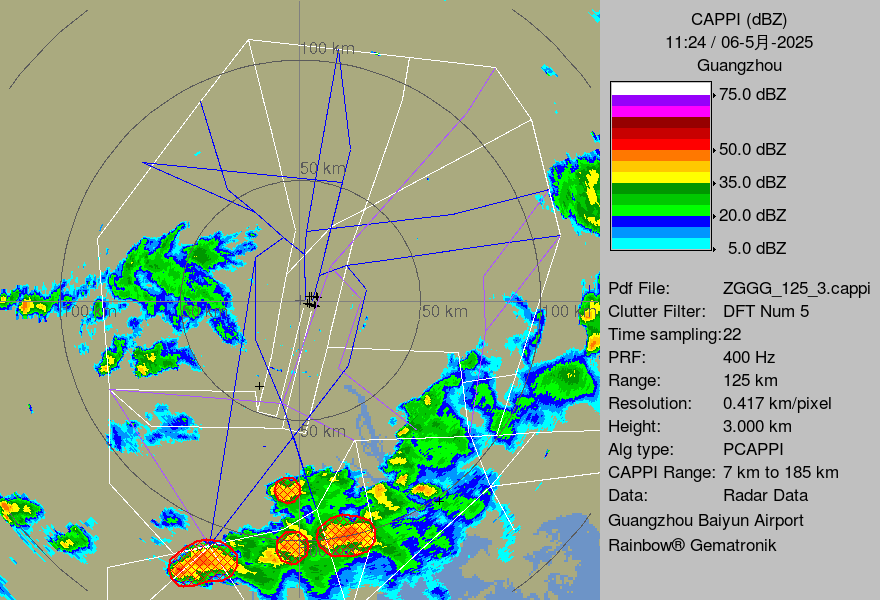 CAPPI (dBZ)
11:24 / 06-5月-2025
Guangzhou
75.0 dBZ
50.0 dBZ
35.0 dBZ
20.0 dBZ
5.0 dBZ
Pdf File: ZGGG_125_3.cappi
Clutter Filter: DFT Num 5
Time sampling:22
PRF: 400 Hz
Range: 125 km
Resolution: 0.417 km/pixel
Height: 3.000 km
Alg type: PCAPPI
CAPPI Range: 7 km to 185 km
Data: Radar Data
Guangzhou Baiyun Airport
Rainbow® Gematronik
100 km
50 km
100 km
50 km
100 k
50 km